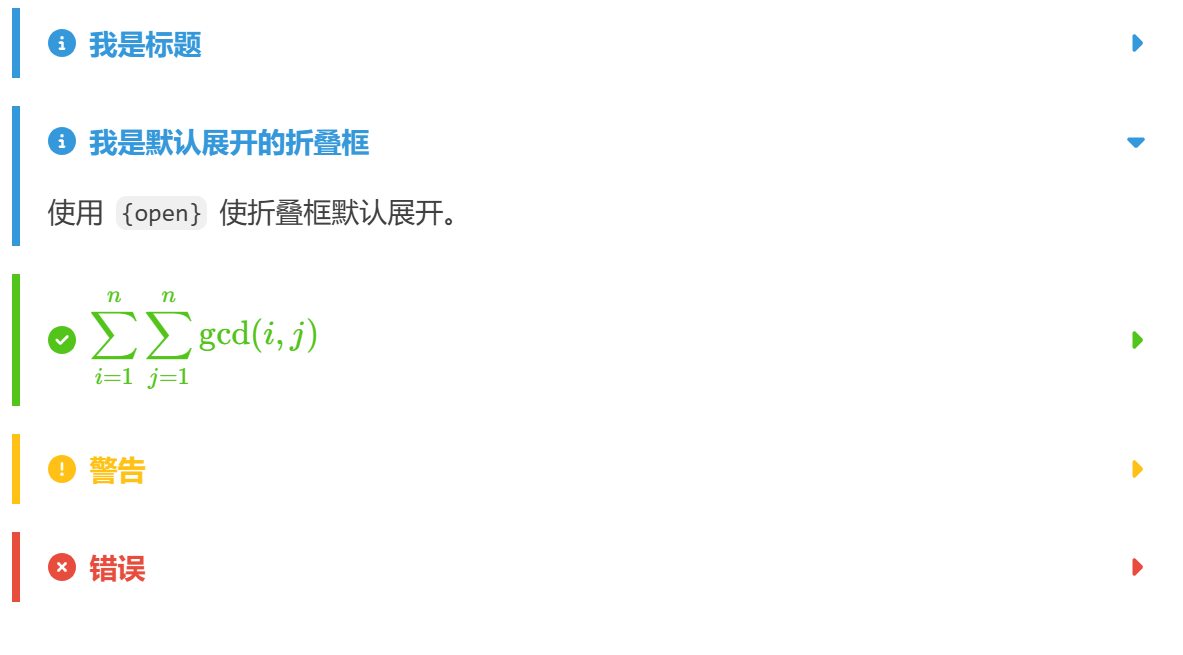 我是标题
我是默认展开的折叠框
使用 {open} 使折叠框默认展开。
$\sum_{i=1}^{n}\sum_{j=1}^{n}\gcd(i,j)$
警告
错误